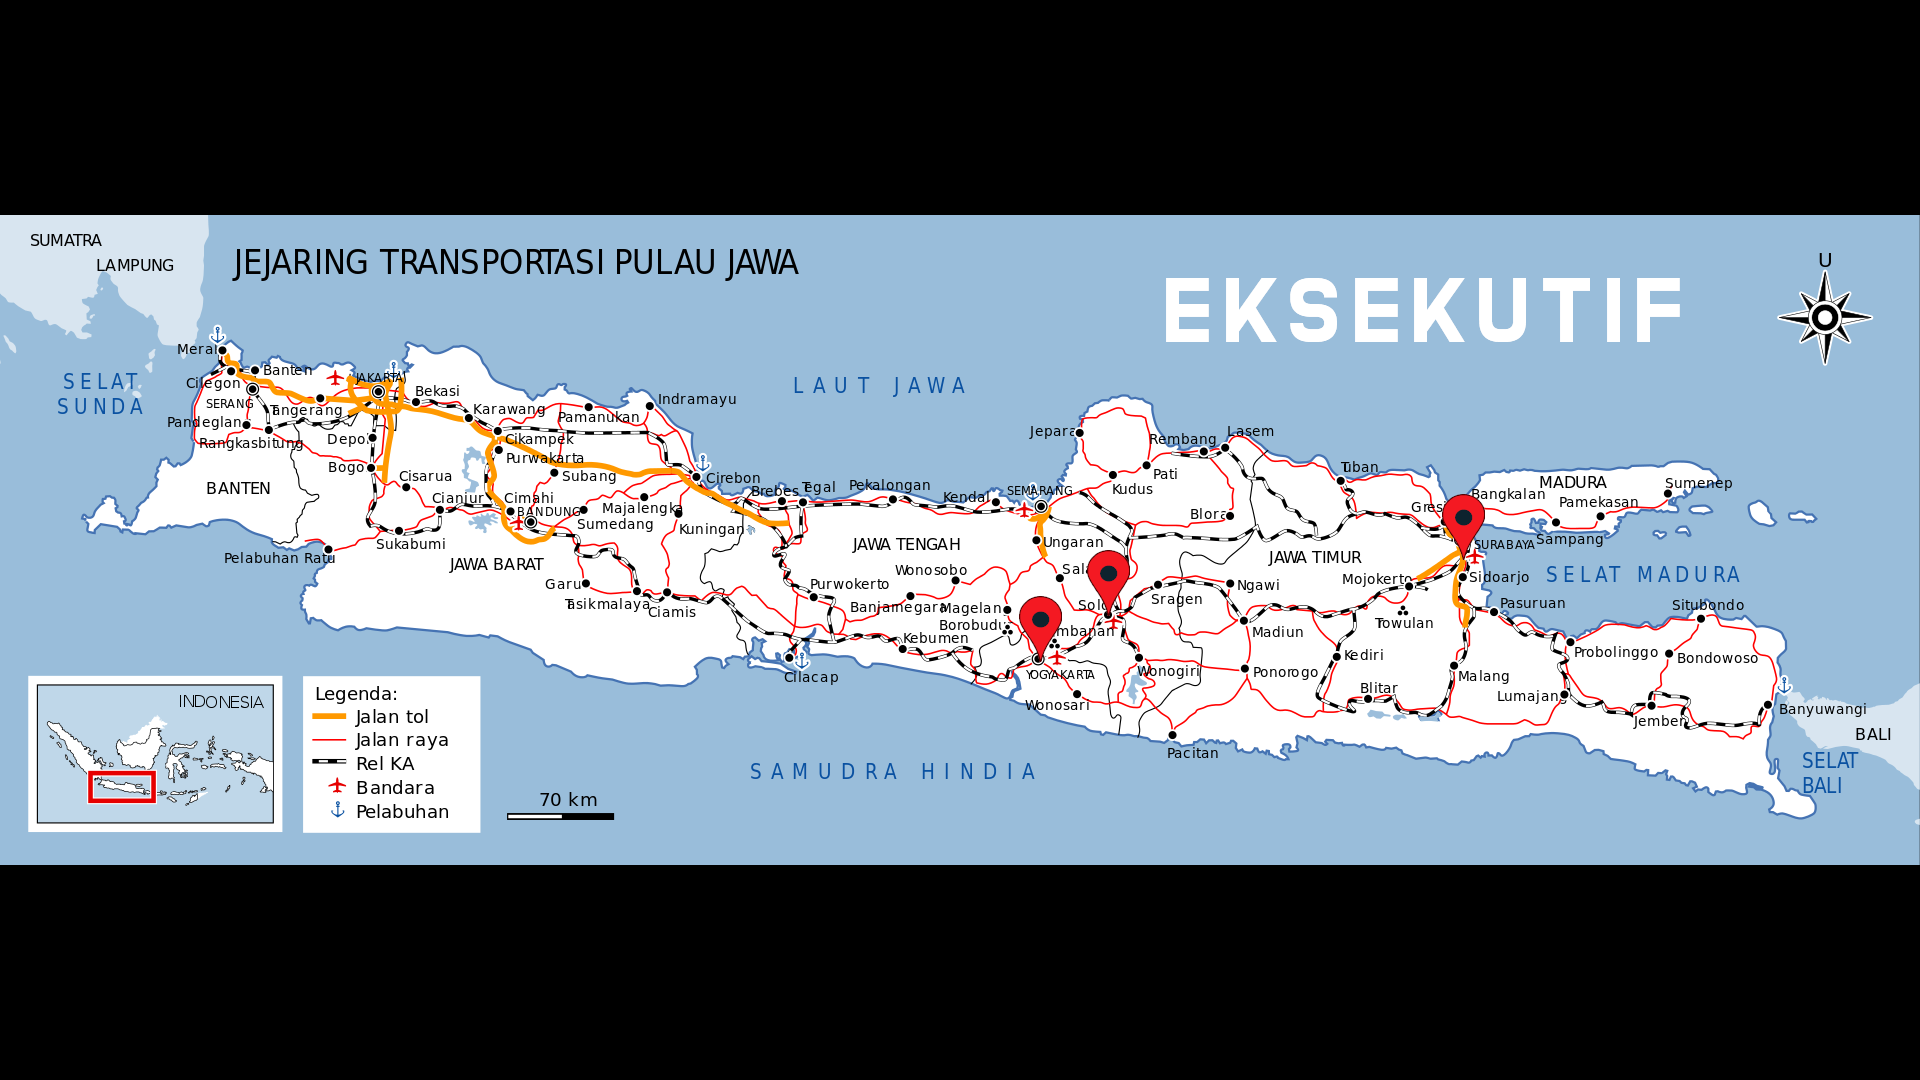 SUMATRA
LAMPUNG
JEJARING TRANSPORTASI PULAU JAWA
U
EKSEKUTIF
SELAT
SUNDA
LAUT JAWA
Merak
Cilegon
Banten
SERANG
Tangerang
JAKARTA
Bekasi
Pandeglang
Rangkasbitung
Depok
Karawang
Pamanukan
Indramayu
Cikampek
Purwakarta
Bogor
Cisarua
Subang
Cirebon
BANTEN
Cianjur
Cimahi
BANDUNG
Majalengka
Sumedang
Kuningan
Brebes
Tegal
Pekalongan
Kendal
SEMARANG
Jepara
Rembang
Lasem
Pati
Kudus
Blora
Tuban
Gres
Bangkalan
MADURA
Pamekasan
Sumenep
Sampang
SURABAYA
Pelabuhan Ratu
Sukabumi
JAWA BARAT
JAWA TENGAH
Ungaran
JAWA TIMUR
Mojokerto
Sidoarjo
SELAT MADURA
Garut
Tasikmalaya
Ciamis
Purwokerto
Wonosobo
Banjarnegara
Magelang
Borobudur
Sala
Solo
Sragen
Ngawi
Towulan
Pasuruan
Situbondo
Kebumen
mbanan
Madiun
Kediri
Probolinggo
Bondowoso
Cilacap
YOGYAKARTA
Wonosari
Wonogiri
Ponorogo
Blitar
Malang
Lumajang
Jember
Banyuwangi
Pacitan
BALI
SELAT
BALI
SAMUDRA HINDIA
INDONESIA
Legenda:
Jalan tol
Jalan raya
Rel KA
Bandara
Pelabuhan
70 km